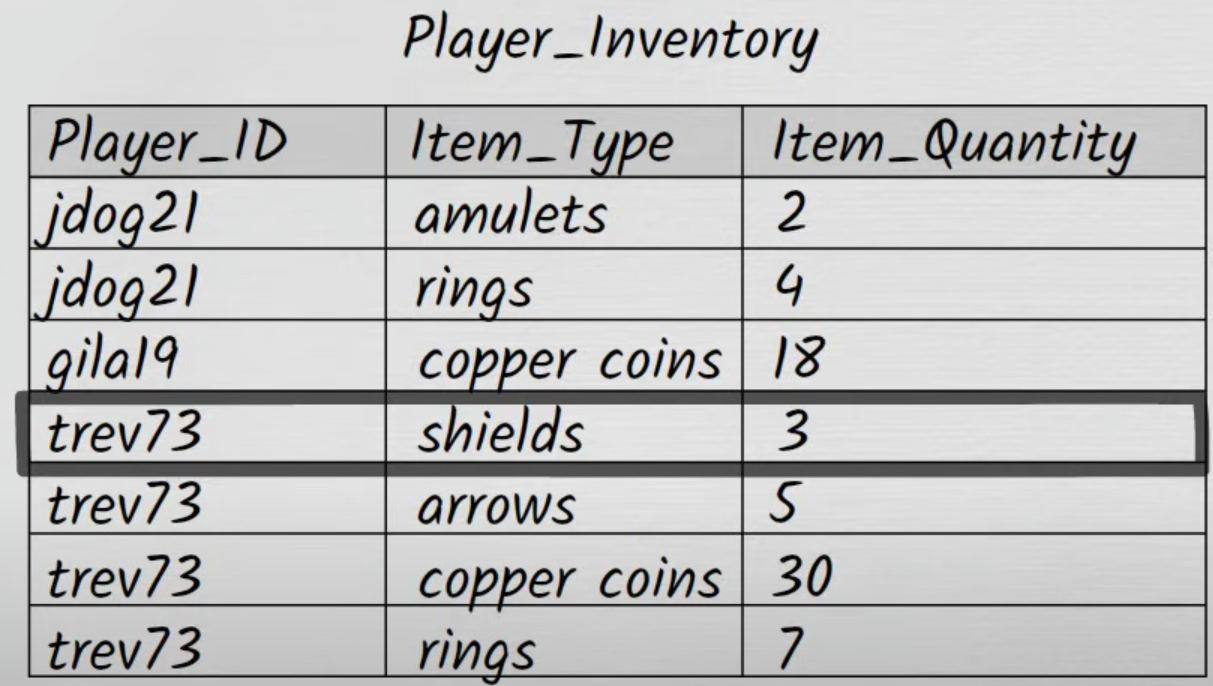 Player_Inventory
Player_ID Item_Type Item_Quantity
jdog21 amulets 2
jdog21 rings 4
gila19 copper coins 18
trev73 shields 3
trev73 arrows 5
trev73 copper coins 30
trev73 rings 7